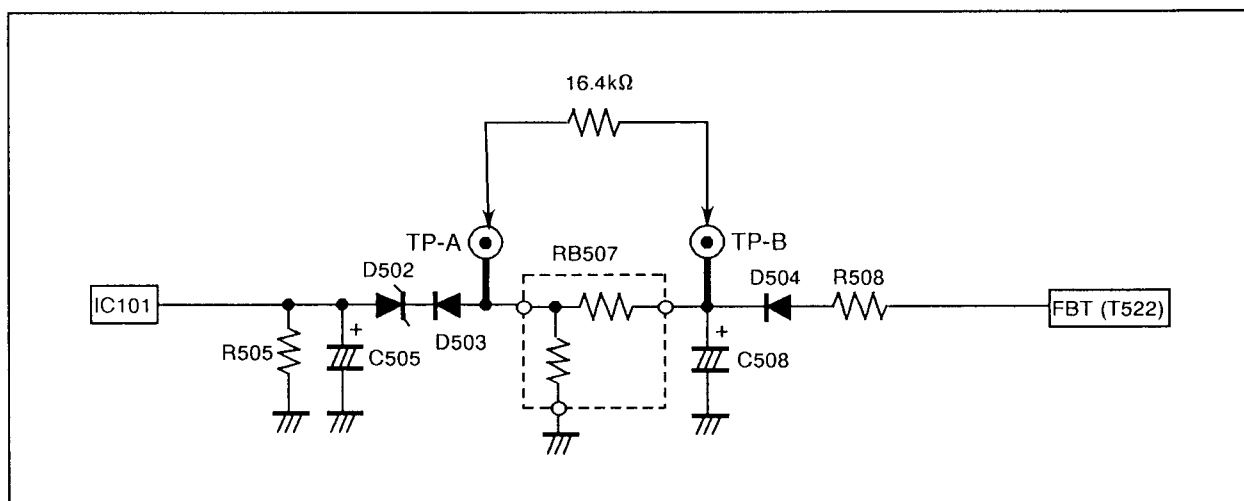 16.4kΩ
TP-A
TP-B
RB507
D502
D504
R508
IC101
FBT (T522)
+
+
R505
C505
D503
C508